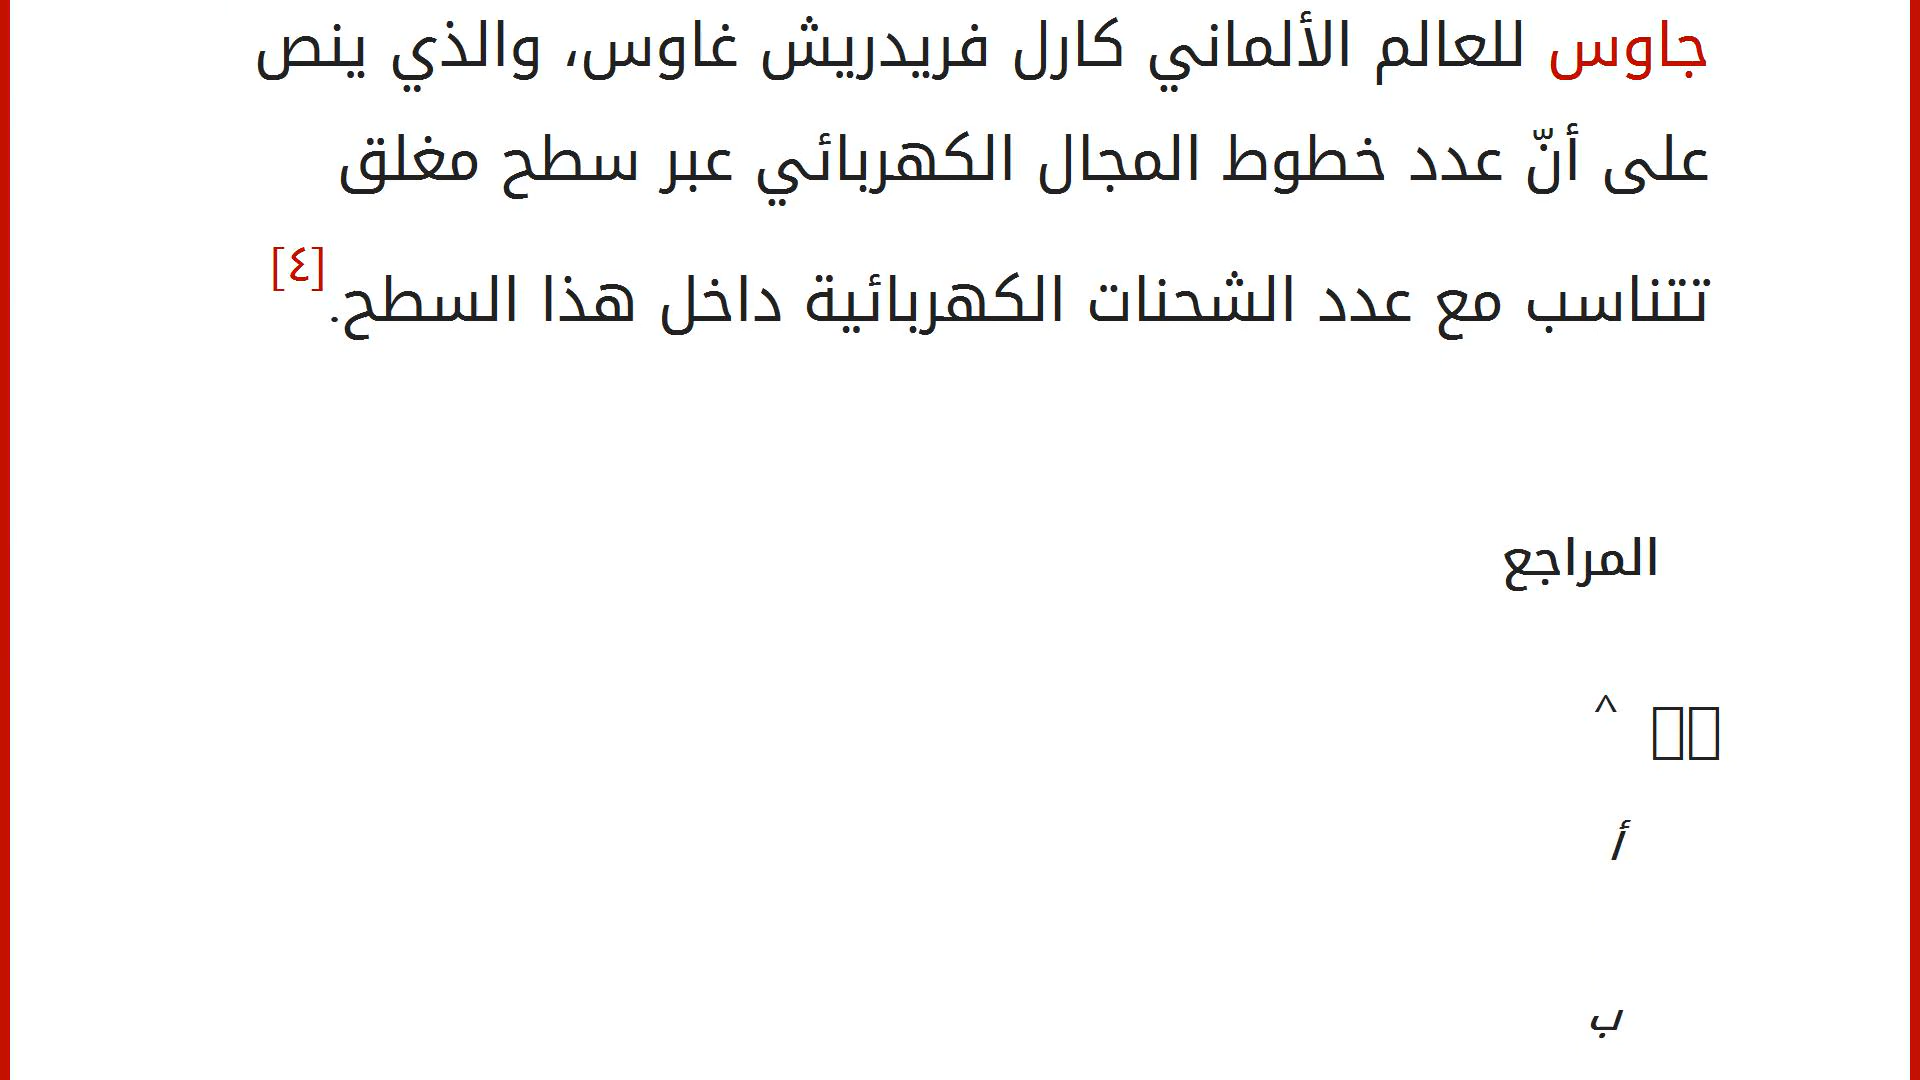 جاوس للعالم الألماني كارل فريدريش غاوس، والذي ينص
على أنّ عدد خطوط المجال الكهربائي عبر سطح مغلق
تتناسب مع عدد الشحنات الكهربائية داخل هذا السطح.[٤]
المراجع
^
أ
ب